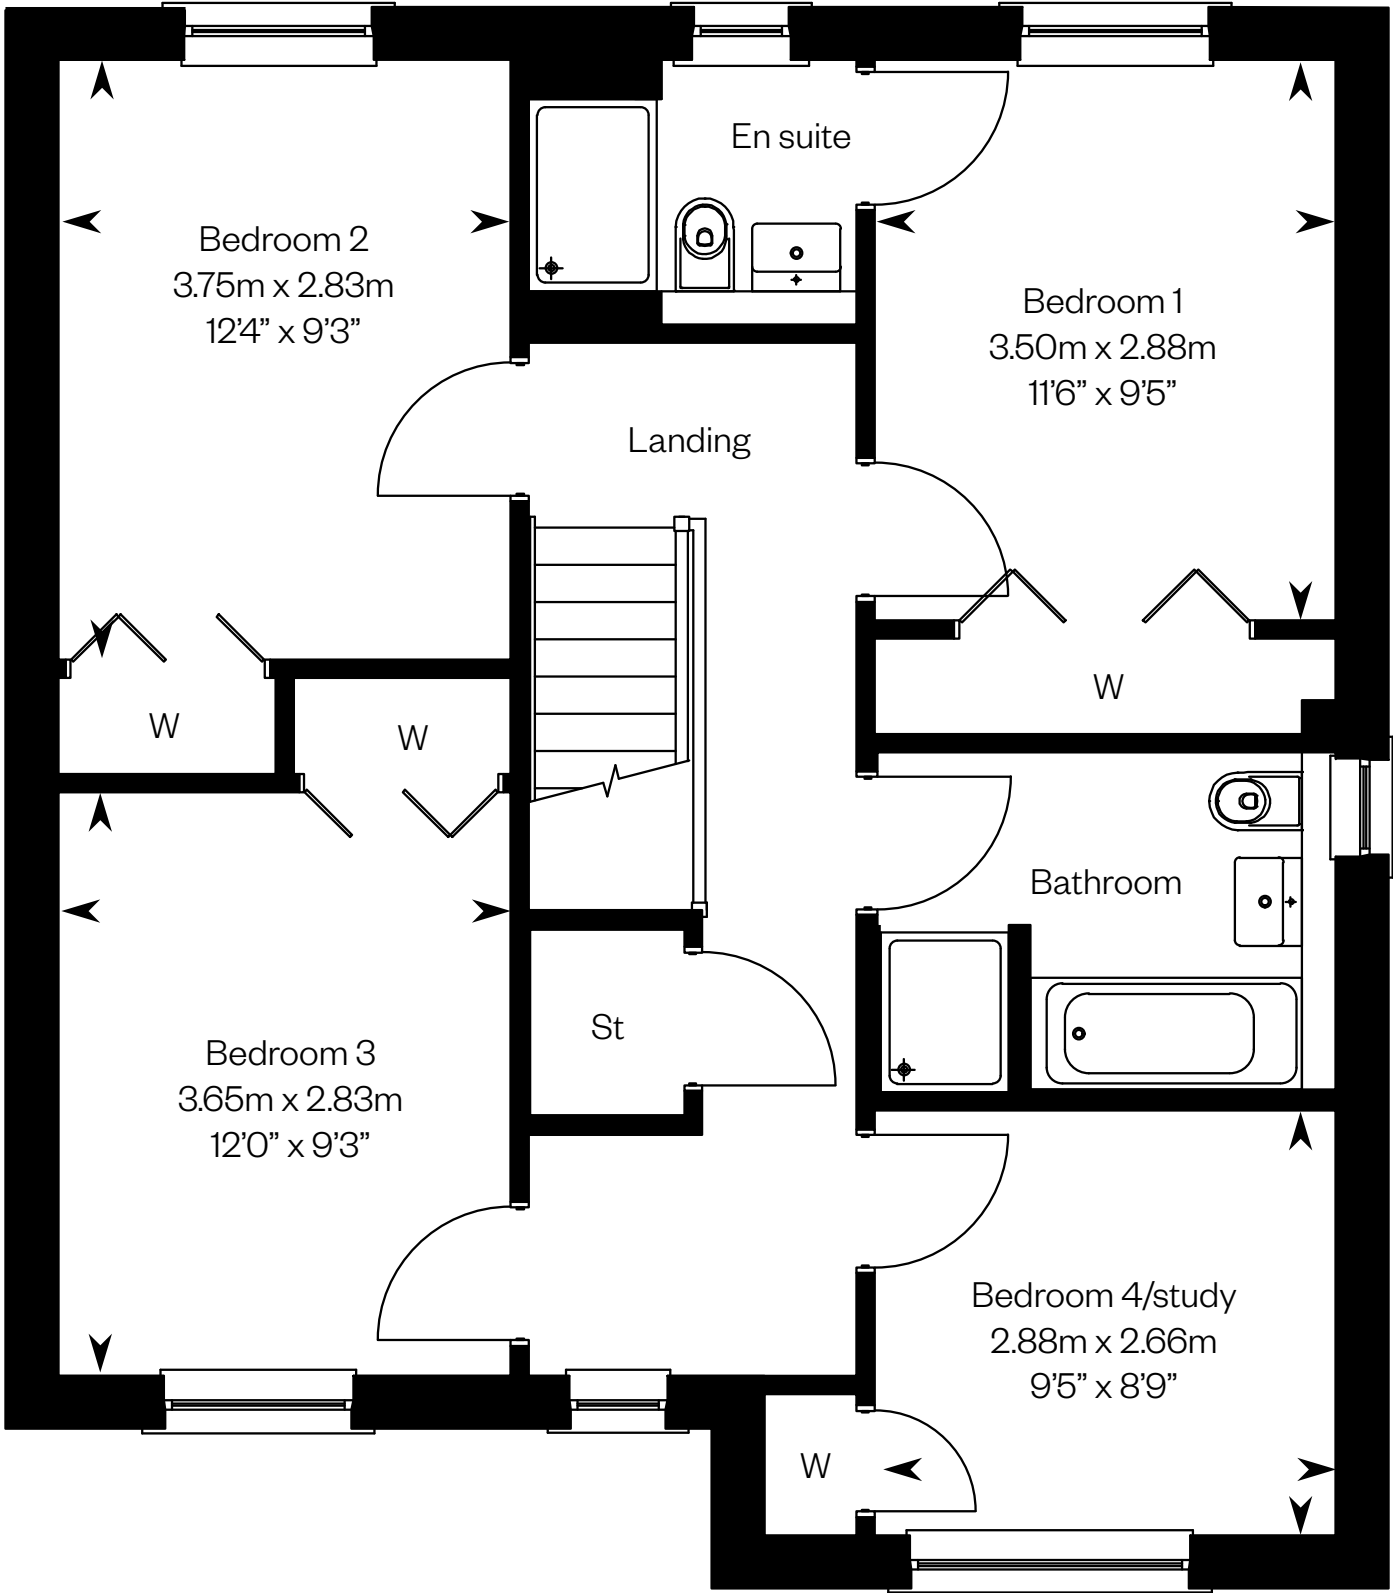 En suite
Bedroom 2
3.75m x 2.83m
12’4” x 9’3”
Bedroom 1
3.50m x 2.88m
11’6” x 9’5”
Landing
W
W
W
Bathroom
St
Bedroom 3
3.65m x 2.83m
12’0” x 9’3”
Bedroom 4/study
2.88m x 2.66m
9’5” x 8’9”
W